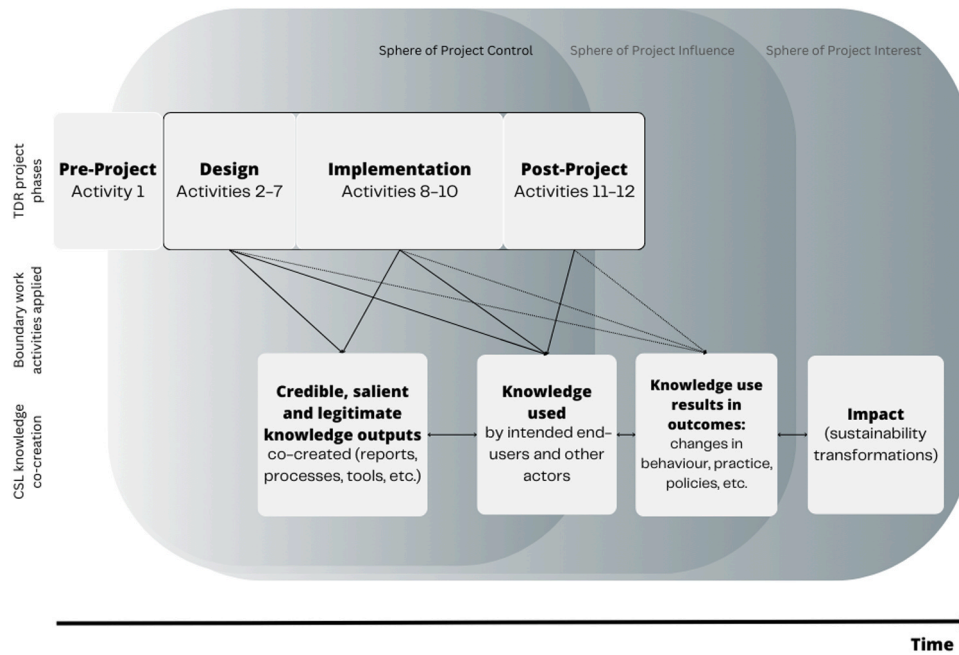 Sphere of Project Control
Sphere of Project Influence
Sphere of Project Interest
TDR project
phases
Pre-Project
Activity 1
Design
Activities 2-7
Implementation
Activities 8-10
Post-Project
Activities 11-12
Boundary work
activities applied
CSL knowledge
co-creation
Credible, salient
and legitimate
knowledge outputs
co-created (reports,
processes, tools, etc.)
Knowledge
used
by intended end-
users and other
actors
Knowledge use
results in
outcomes:
changes in
behaviour, practice,
policies, etc.
Impact
(sustainability
transformations)
Time